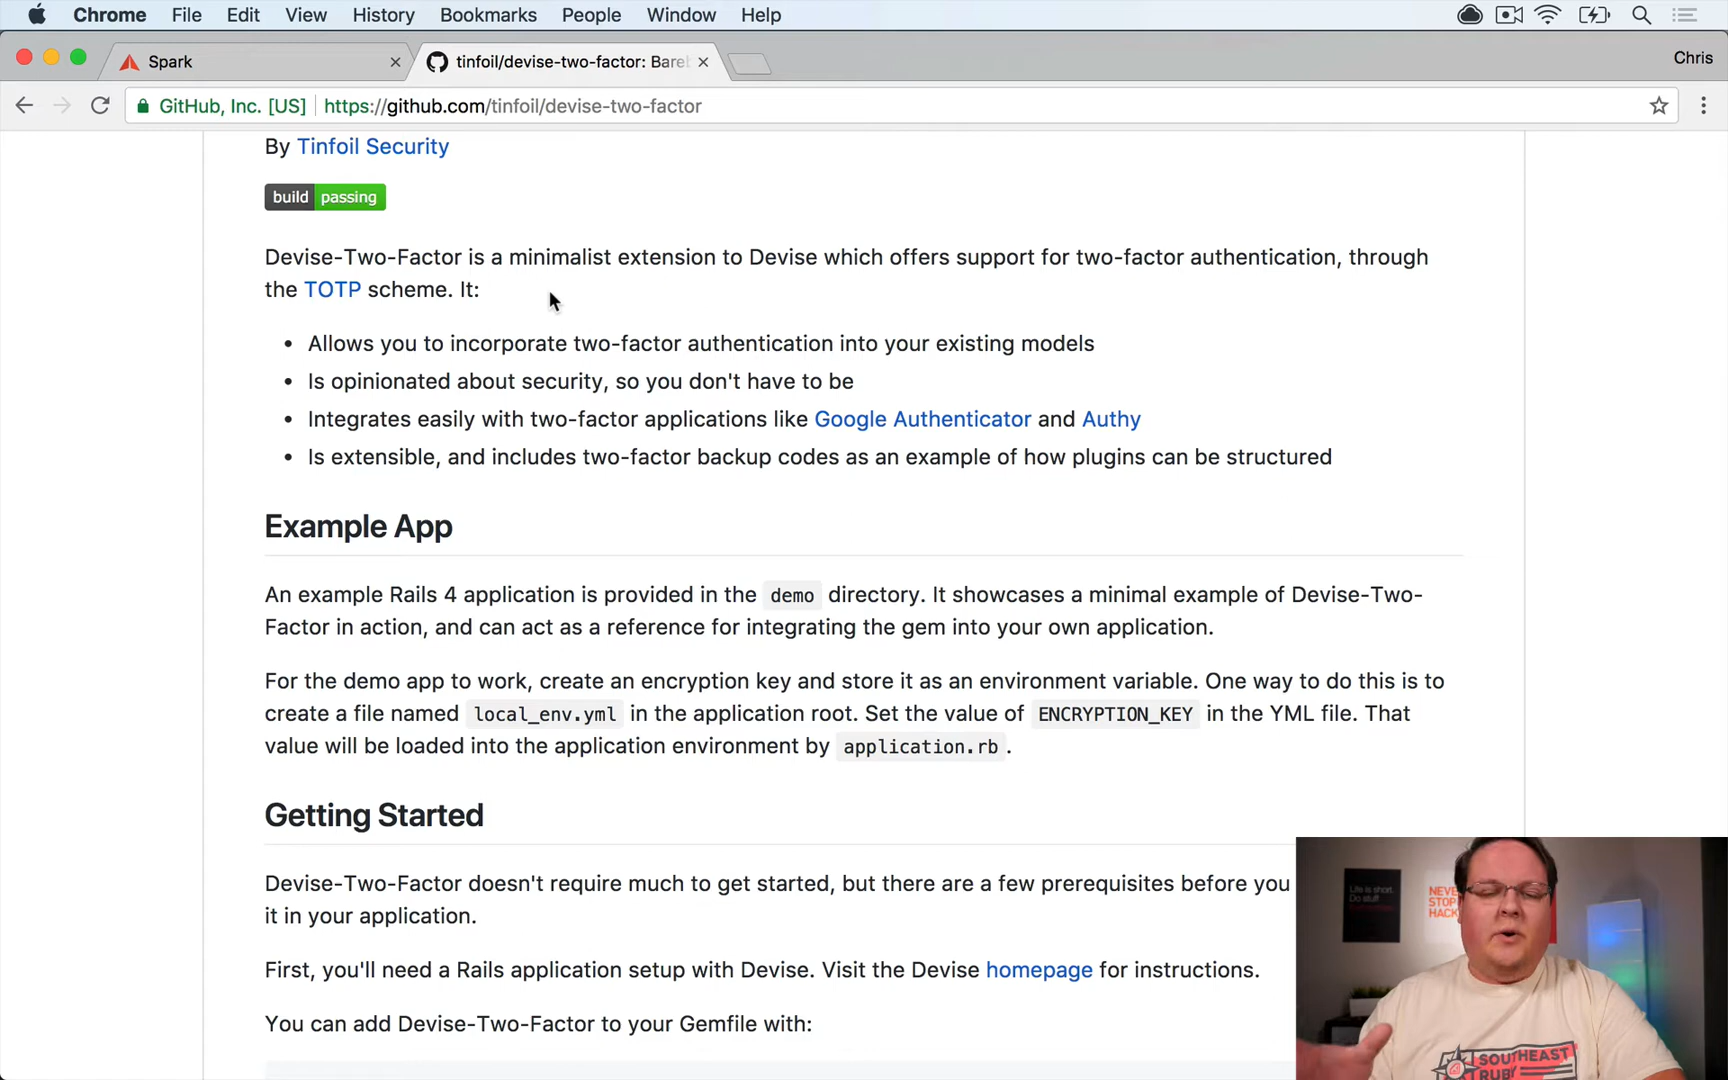 Chrome File Edit View History Bookmarks People Window Help
Spark
tinfoil/devise-two-factor: Bare
Chris
GitHub, Inc. [US] https://github.com/tinfoil/devise-two-factor
By Tinfoil Security
build passing
Devise-Two-Factor is a minimalist extension to Devise which offers support for two-factor authentication, through
the TOTP scheme. It:
• Allows you to incorporate two-factor authentication into your existing models
• Is opinionated about security, so you don't have to be
• Integrates easily with two-factor applications like Google Authenticator and Authy
• Is extensible, and includes two-factor backup codes as an example of how plugins can be structured
Example App
An example Rails 4 application is provided in the demo directory. It showcases a minimal example of Devise-Two-
Factor in action, and can act as a reference for integrating the gem into your own application.
For the demo app to work, create an encryption key and store it as an environment variable. One way to do this is to
create a file named local_env.yml in the application root. Set the value of ENCRYPTION_KEY in the YML file. That
value will be loaded into the application environment by application.rb .
Getting Started
Devise-Two-Factor doesn't require much to get started, but there are a few prerequisites before you
it in your application.
First, you'll need a Rails application setup with Devise. Visit the Devise homepage for instructions.
You can add Devise-Two-Factor to your Gemfile with:
Life is short.
Do stuff
NEVER
STOP
HACK
SOUTHEAST
RUBY